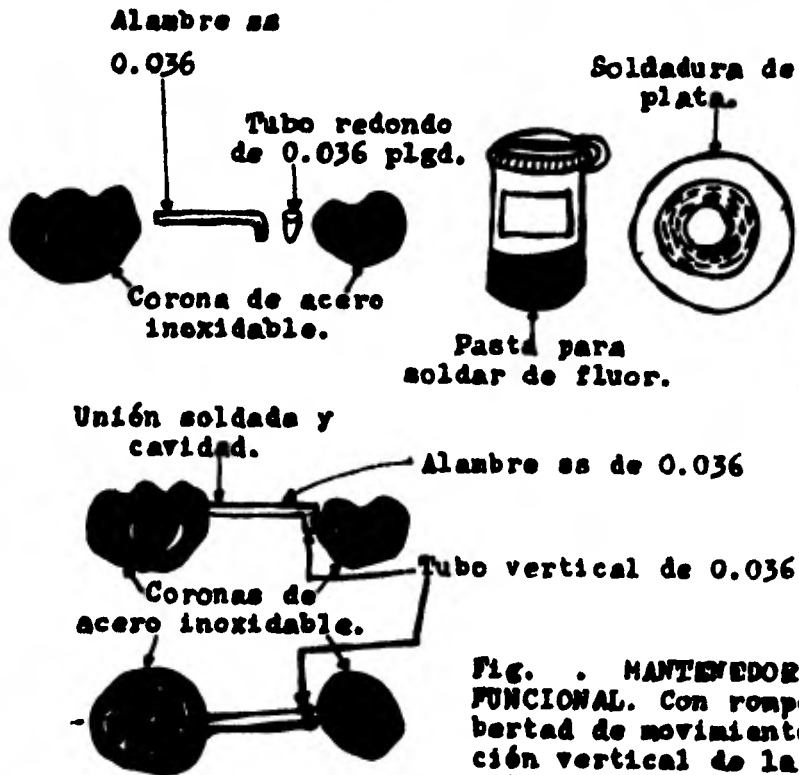 Alambre ss
0.036
Tubo redondo
de 0.036 plgd.
Soldadura de
plata.
Corona de acero
inoxidable.
Pasta para
soldar de fluor.
Unión soldada y
cavidad.
Alambre ss de 0.036
Tubo vertical de 0.036
Coronas de
acero inoxidable.
Fig. . MANTENEDOR
FUNCIONAL. Con rompe
bertad de movimiento
ción vertical de la